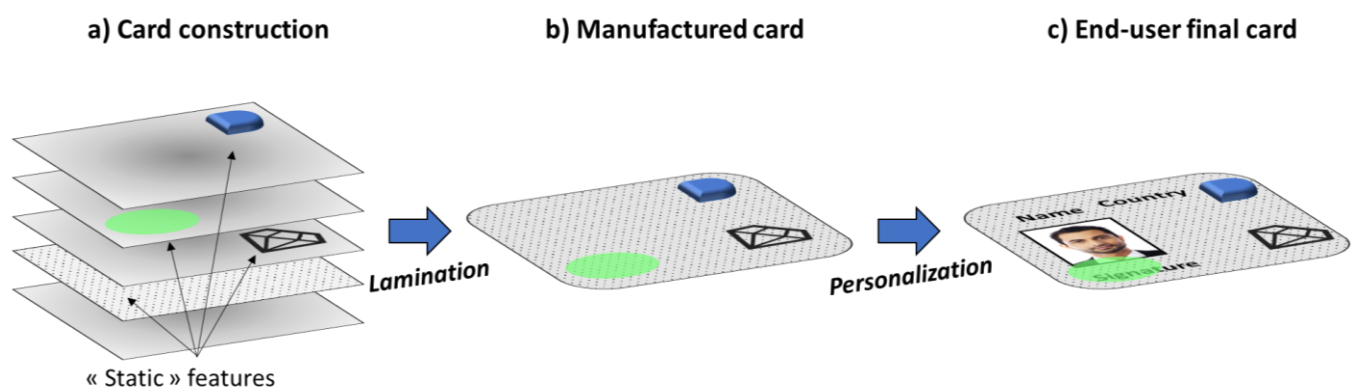 a) Card construction
b) Manufactured card
c) End-user final card
Lamination
Personalization
Name Country
Signature
« Static » features